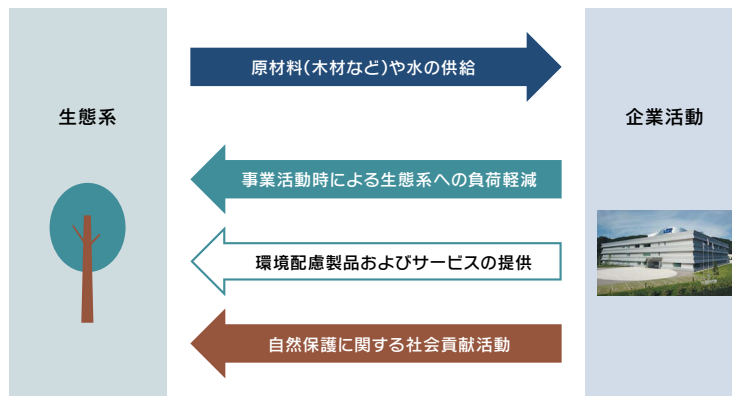 原材料(木材など)や水の供給
生態系
企業活動
事業活動時による生態系への負荷軽減
環境配慮製品およびサービスの提供
自然保護に関する社会貢献活動